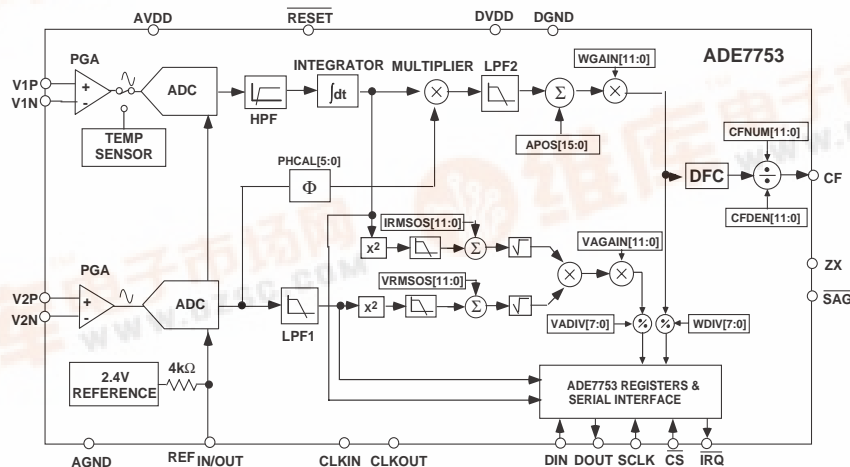 AVDD
RESET
DVDD
DGND
ADE7753
PGA
INTEGRATOR
MULTIPLIER
LPF2
WGAIN[11:0]
V1P
V1N
+
-
ADC
HPF
∫dt
×
Σ
×
TEMP
SENSOR
APOS[15:0]
CFNUM[11:0]
PHCAL[5:0]
Φ
DFC
÷
CF
CFDEN[11:0]
IRMSOS[11:0]
VAGAIN[11:0]
x²
Σ
√
×
×
ZX
PGA
VRMSOS[11:0]
V2P
V2N
+
-
ADC
LPF1
x²
Σ
√
SAG
VADIV[7:0]
%
%
WDIV[7:0]
2.4V
REFERENCE
4kΩ
ADE7753 REGISTERS &
SERIAL INTERFACE
AGND
REF IN/OUT
CLKIN
CLKOUT
DIN
DOUT
SCLK
CS
IRQ